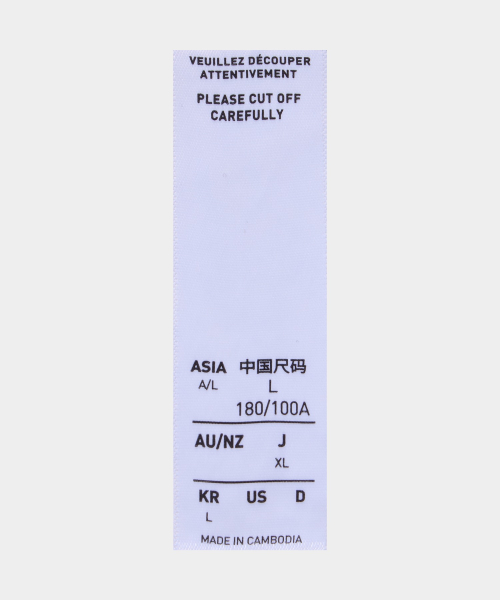 VEUILLEZ DÉCOUPER
ATTENTIVEMENT
PLEASE CUT OFF
CAREFULLY
ASIA 中国尺码
A/L L
180/100A
AU/NZ J
XL
KR US D
L
MADE IN CAMBODIA